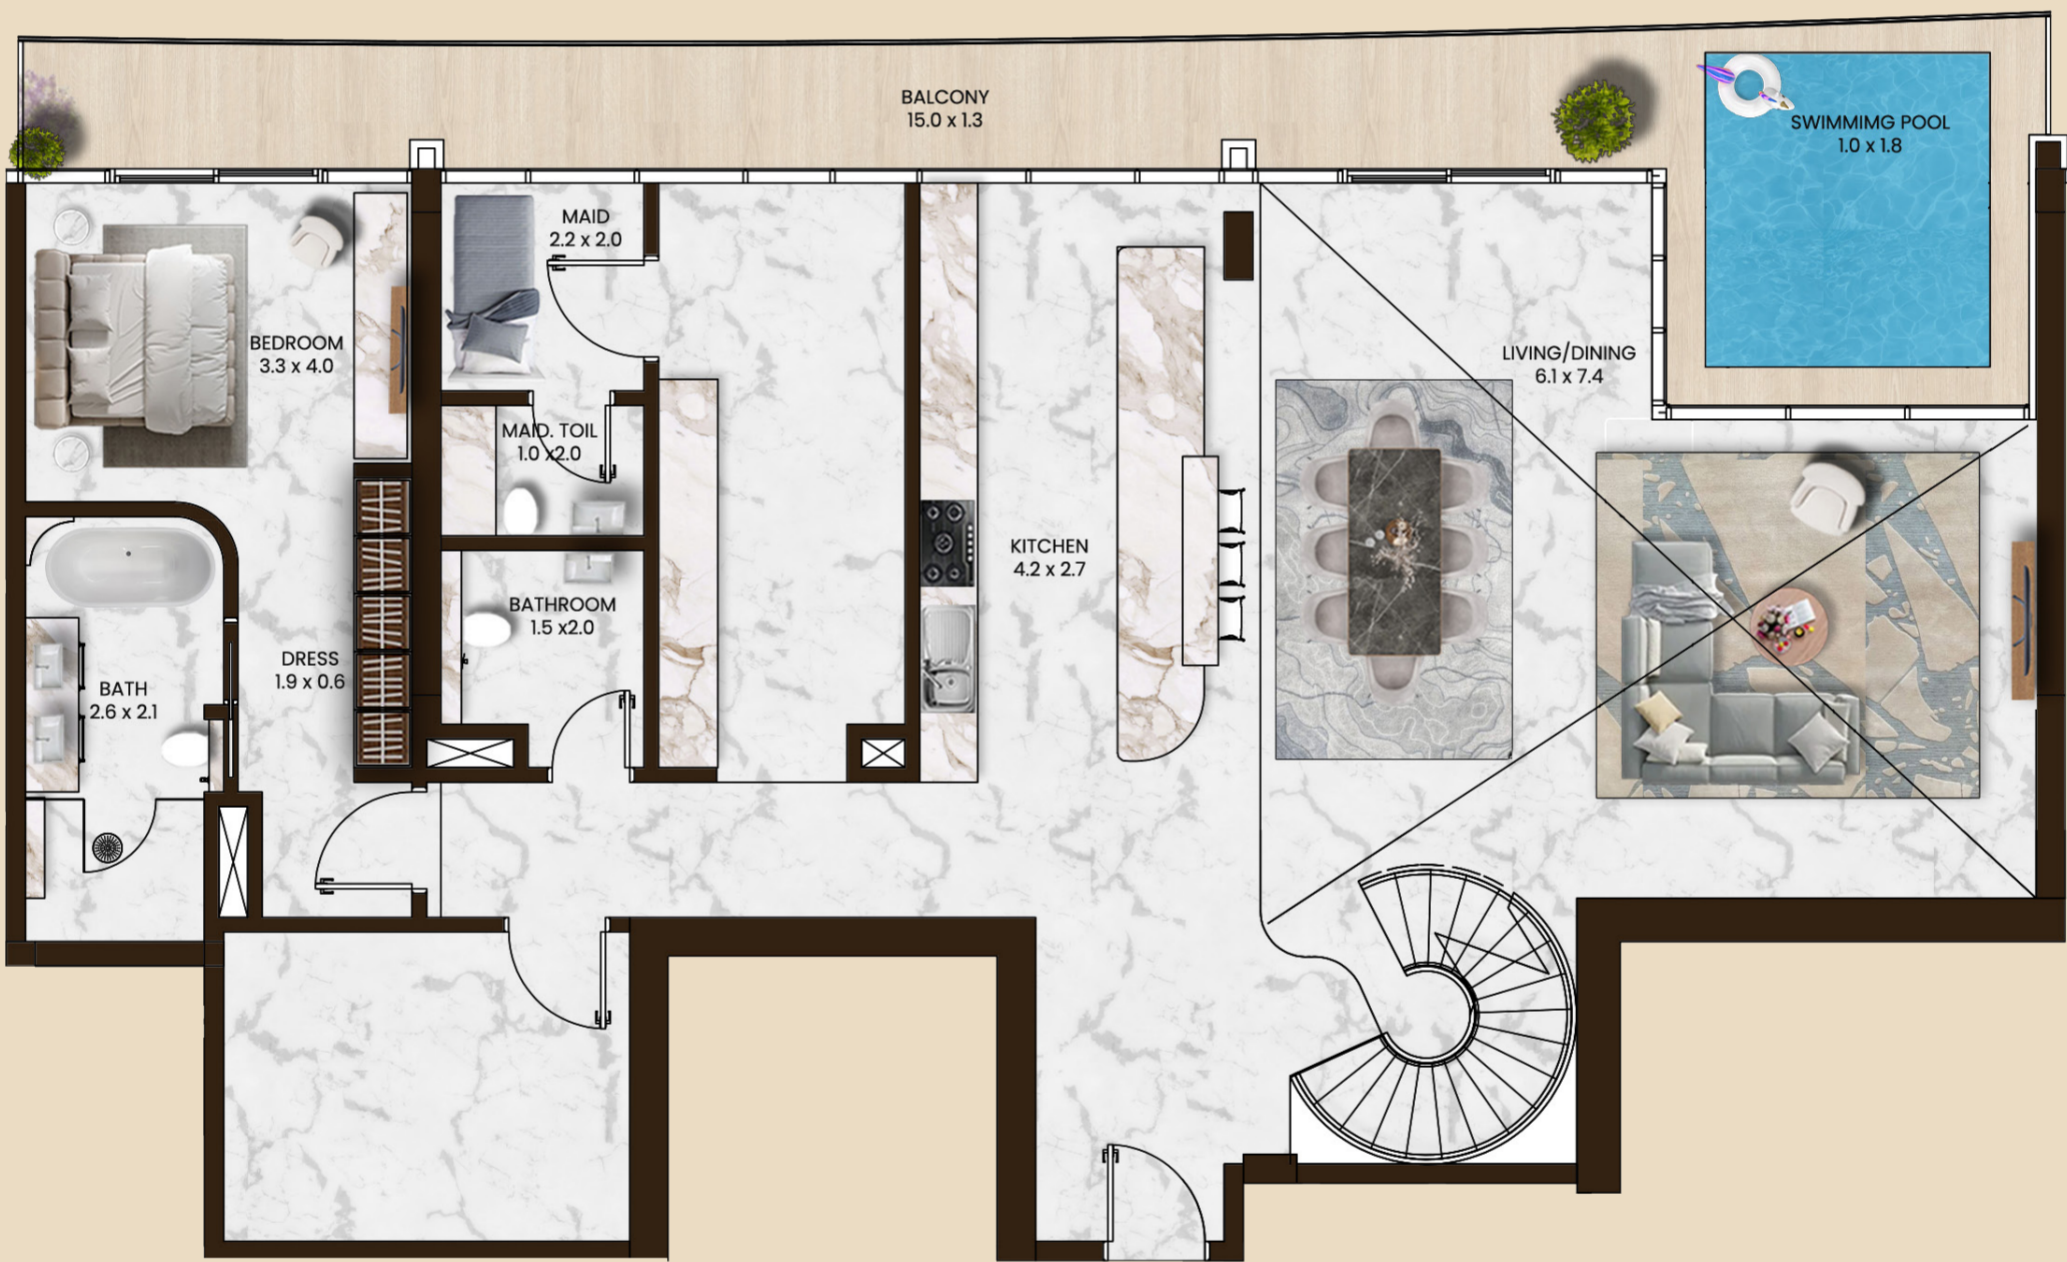 BALCONY
15.0 x 1.3
SWIMMIMG POOL
1.0 x 1.8
MAID
2.2 x 2.0
BEDROOM
3.3 x 4.0
LIVING/DINING
6.1 x 7.4
MAID. TOIL
1.0 x2.0
KITCHEN
4.2 x 2.7
BATHROOM
1.5 x2.0
DRESS
1.9 x 0.6
BATH
2.6 x 2.1